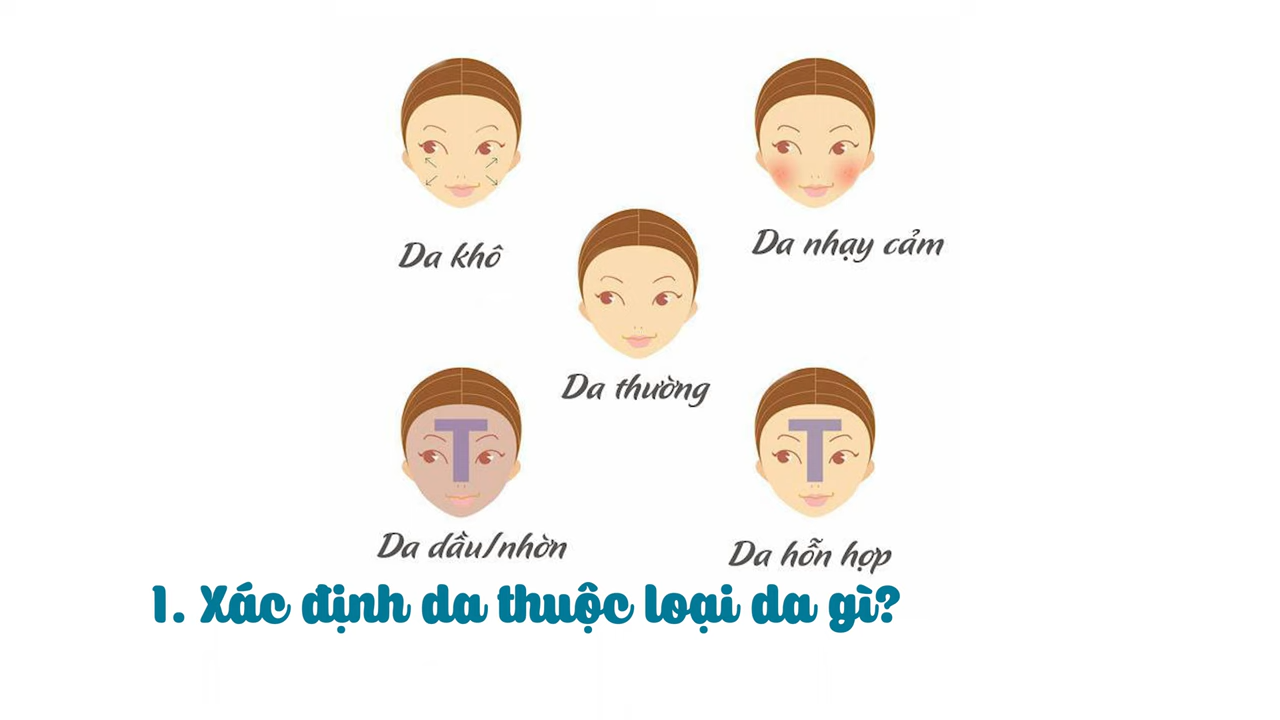 Da khô
Da nhạy cảm
Da thường
T
T
Da dầu/nhờn
Da hỗn hợp
1. Xác định da thuộc loại da gì?